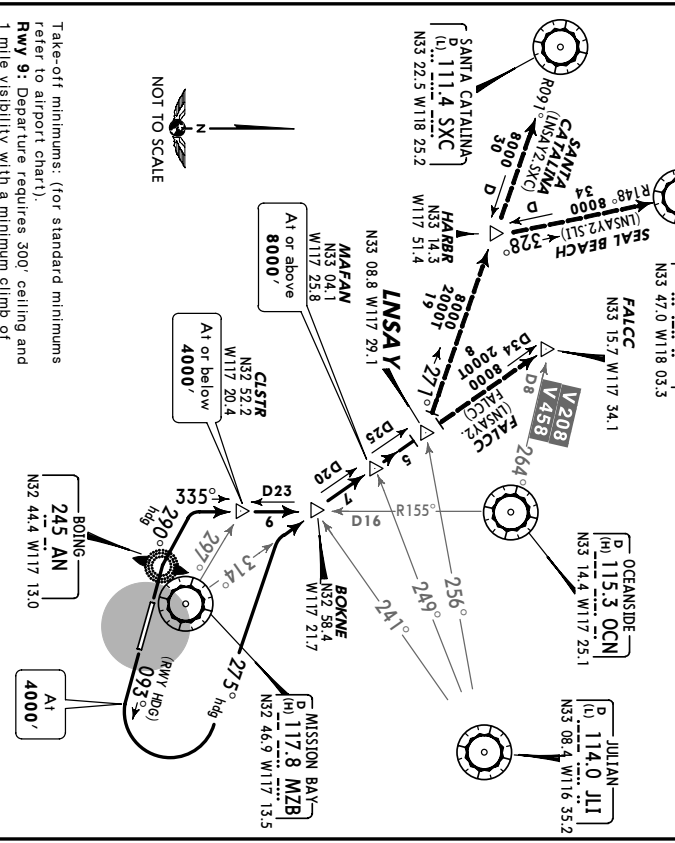 JULIAN
D (L) 114.0 JLI
N33 08.4 W116 35.2
OCEANSIDE
D (H) 115.3 OCN
N33 14.4 W117 25.1
N33 47.0 W118 03.3
FALCC
N33 15.7 W117 34.1
V 208
V 458
264°
D8
R148°
8000
34
SEAL BEACH
(LNSAY2.SLI)
328°
D
SANTA CATALINA
D (L) 111.4 SXC
N33 22.5 W118 25.2
R091°
SANTA
CATALINA
(LNSAY2.SXC)
8000
30
D
HARBR
N33 14.3
W117 51.4
8000
2000T
19
271°
D34
8000
2000T
8
FALCC
(LNSAY2.
FALCC)
LNSAY
N33 08.8 W117 29.1
MAFAN
N33 04.1
W117 25.8
At or above
8000'
D25
5
D20
7
R155°
D16
256°
249°
241°
BOKNE
N32 58.4
W117 21.7
CLSTR
N32 52.2
W117 20.4
At or below
4000'
D23
6
335°
297°
314°
290°
hdg
275° hdg
MISSION BAY
D (H) 117.8 MZB
N32 46.9 W117 13.5
BOING
245 AN
N32 44.4 W117 13.0
(RWY HDG)
093°
At
4000'
N
NOT TO SCALE
Take-off minimums: (for standard minimums
refer to airport chart).
Rwy 9: Departure requires 300' ceiling and
1 mile visibility with a minimum climb of